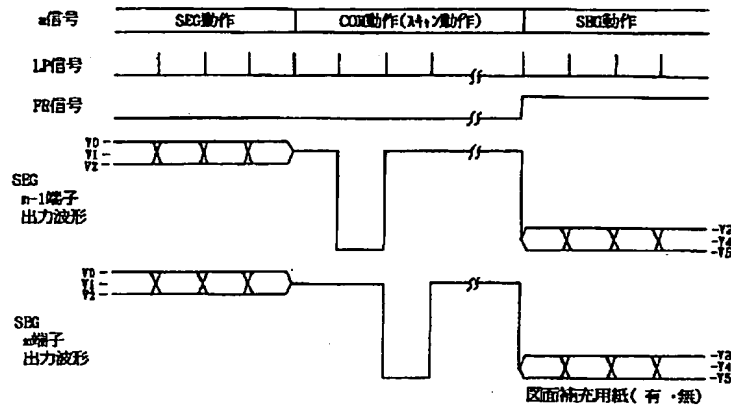 a信号 SEG動作 COM動作(スキャン動作) SEG動作
LP信号
FR信号
V0
V1
V2
SEG
n-1端子
出力波形
-V3
-V4
-V5
V0
V1
V2
SEG
n端子
出力波形
-V3
-V4
-V5
図面補充用紙( 有 ・無)